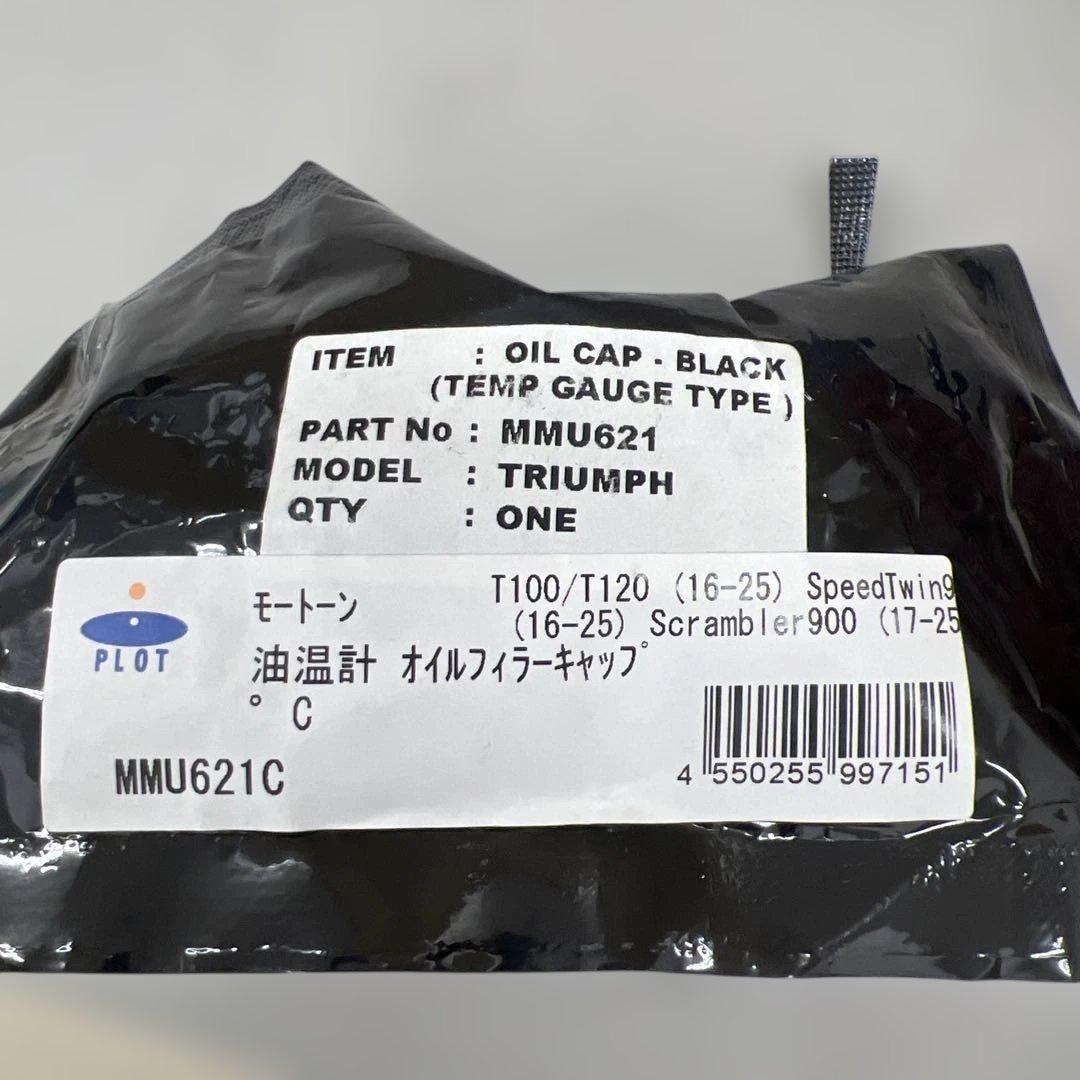 ITEM : OIL CAP - BLACK
(TEMP GAUGE TYPE)
PART No : MMU621
MODEL : TRIUMPH
QTY : ONE
PLOT
モートーン
T100/T120 (16-25) SpeedTwin9
(16-25) Scrambler900 (17-25
油温計 オイルフィラーキャップ
°C
MMU621C
4 550255 997151